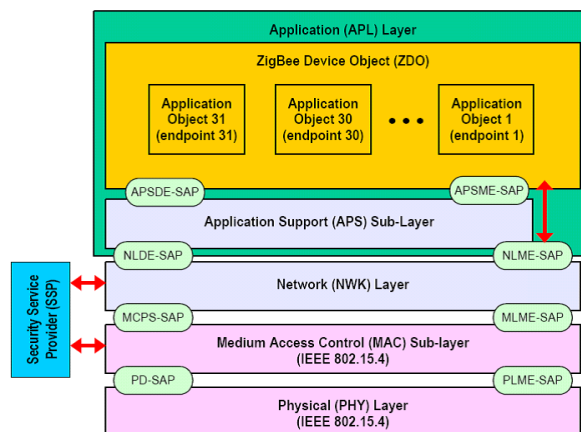 Application (APL) Layer
ZigBee Device Object (ZDO)
Application
Object 31
(endpoint 31)
Application
Object 30
(endpoint 30)
• • •
Application
Object 1
(endpoint 1)
APSDE-SAP
APSME-SAP
Application Support (APS) Sub-Layer
NLDE-SAP
NLME-SAP
Security Service
Provider (SSP)
Network (NWK) Layer
MCPS-SAP
MLME-SAP
Medium Access Control (MAC) Sub-layer
(IEEE 802.15.4)
PD-SAP
PLME-SAP
Physical (PHY) Layer
(IEEE 802.15.4)